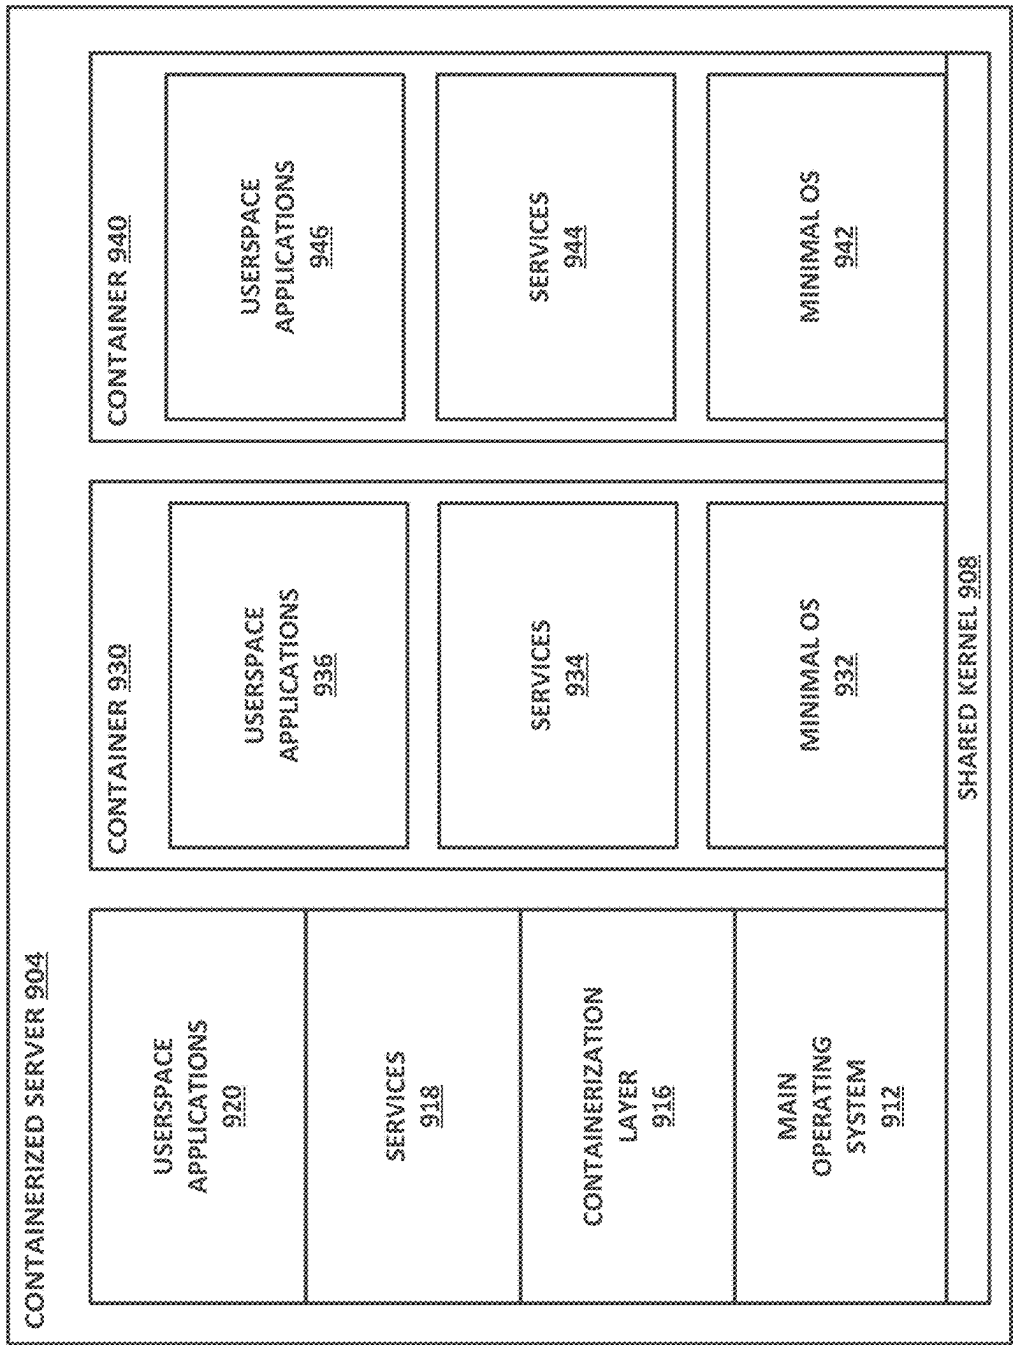 CONTAINERIZED SERVER 904
USERSPACE
APPLICATIONS
920
SERVICES
918
CONTAINERIZATION
LAYER
916
MAIN
OPERATING
SYSTEM
912
CONTAINER 930
USERSPACE
APPLICATIONS
936
SERVICES
934
MINIMAL OS
932
CONTAINER 940
USERSPACE
APPLICATIONS
946
SERVICES
944
MINIMAL OS
942
SHARED KERNEL 908